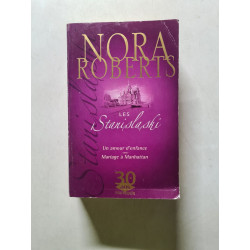 NORA
ROBERTS
LES
Stanislaski
Un amour d'enfance
Mariage à Manhattan
30